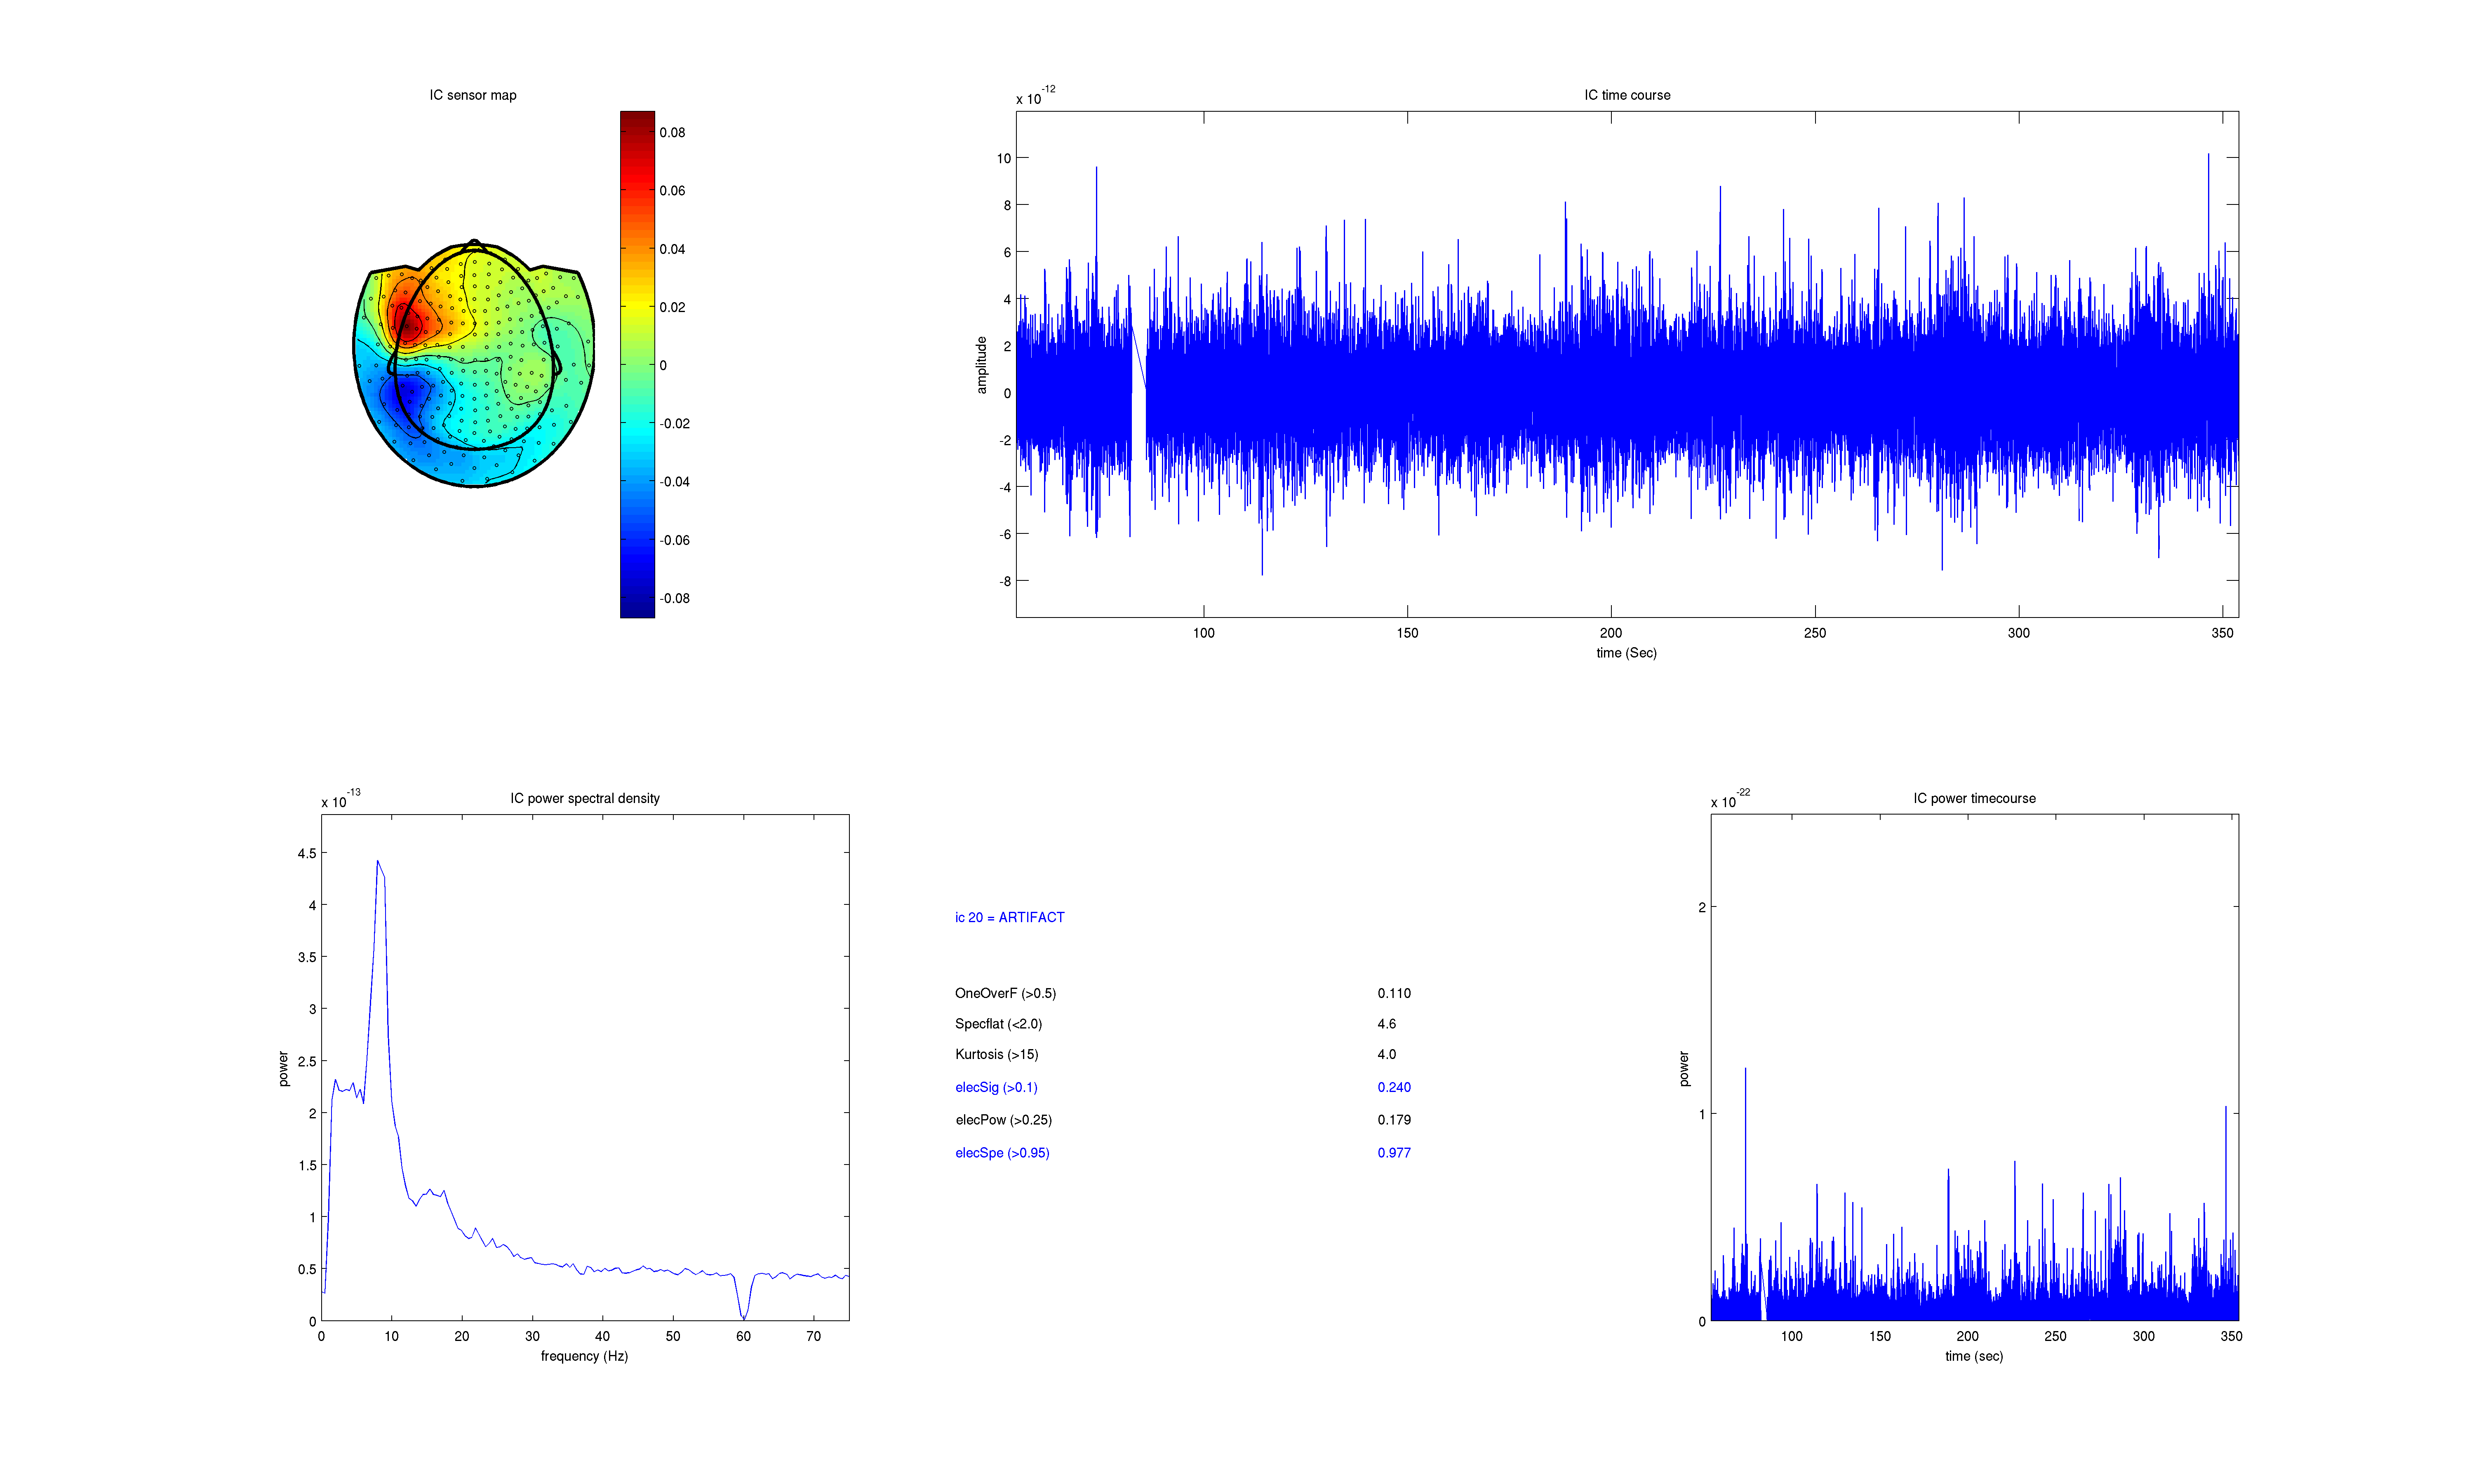 IC sensor map
0.08
0.06
0.04
0.02
0
-0.02
-0.04
-0.06
-0.08
IC time course
x 10-12
amplitude
10
8
6
4
2
0
-2
-4
-6
-8
100 150 200 250 300 350
time (Sec)
IC power spectral density
x 10-13
power
4.5
4
3.5
3
2.5
2
1.5
1
0.5
0
0 10 20 30 40 50 60 70
frequency (Hz)
ic 20 = ARTIFACT
OneOverF (>0.5) 0.110
Specflat (<2.0) 4.6
Kurtosis (>15) 4.0
elecSig (>0.1) 0.240
elecPow (>0.25) 0.179
elecSpe (>0.95) 0.977
IC power timecourse
x 10-22
power
2
1
0
100 150 200 250 300 350
time (sec)